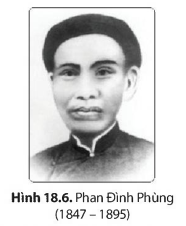 Hình 18.6. Phan Đình Phùng
(1847 – 1895)